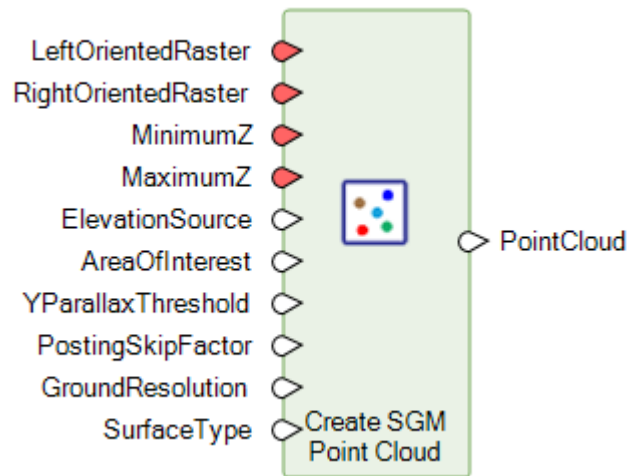 LeftOrientedRaster
RightOrientedRaster
MinimumZ
MaximumZ
ElevationSource
AreaOfInterest
YParallaxThreshold
PostingSkipFactor
GroundResolution
SurfaceType
Create SGM
Point Cloud
PointCloud